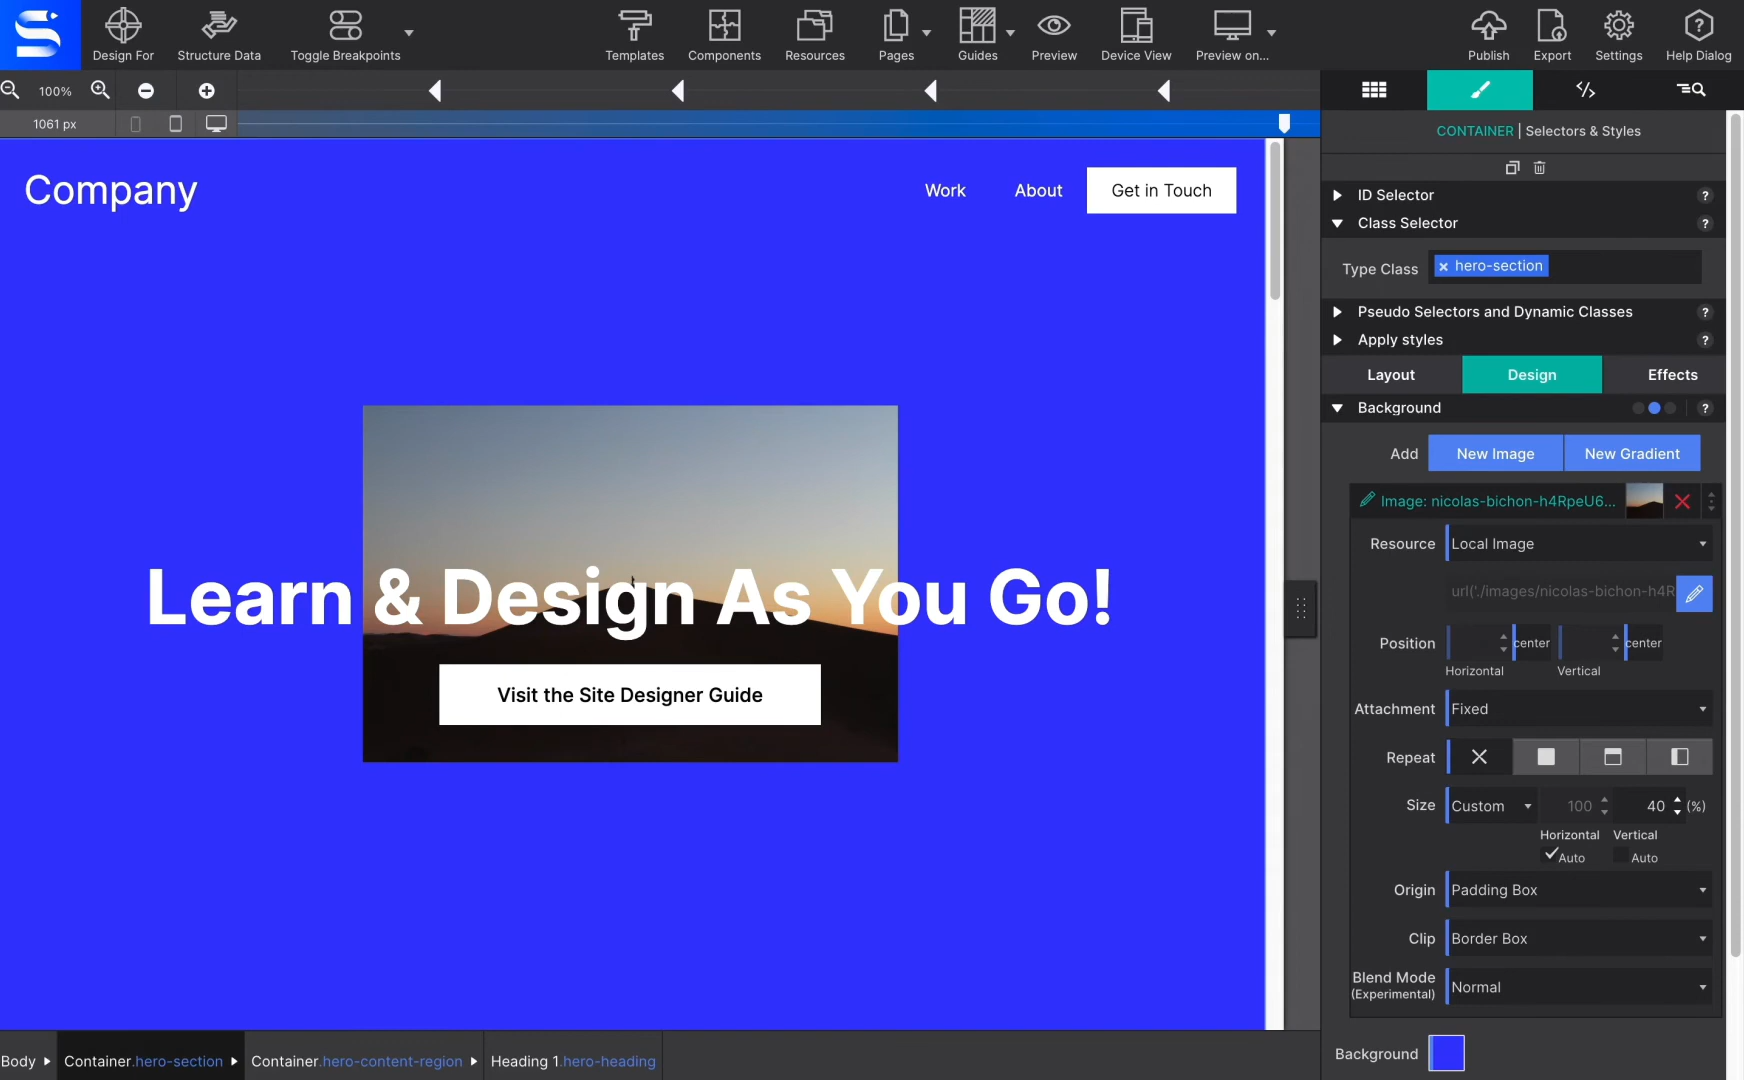 Design For
Structure Data
Toggle Breakpoints
Templates
Components
Resources
Pages
Guides
Preview
Device View
Preview on...
Publish
Export
Settings
Help Dialog
100%
1061 px
CONTAINER | Selectors & Styles
ID Selector
Class Selector
Type Class
hero-section
Pseudo Selectors and Dynamic Classes
Apply styles
Layout
Design
Effects
Background
Add
New Image
New Gradient
Image: nicolas-bichon-h4RpeU6...
Resource
Local Image
url('./images/nicolas-bichon-h4R
Position
center
center
Horizontal
Vertical
Attachment
Fixed
Repeat
Size
Custom
100
40
(%)
Horizontal
Vertical
Auto
Auto
Origin
Padding Box
Clip
Border Box
Blend Mode
(Experimental)
Normal
Background
Company
Work
About
Get in Touch
Learn & Design As You Go!
Visit the Site Designer Guide
Body
Container.hero-section
Container.hero-content-region
Heading 1.hero-heading